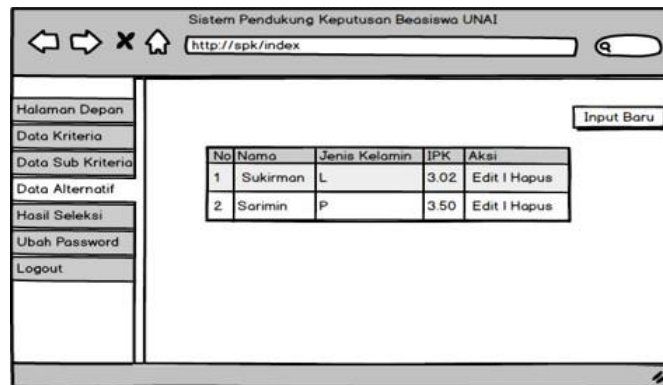 Sistem Pendukung Keputusan Beasiswa UNAI
http://spk/index
Halaman Depan
Data Kriteria
Data Sub Kriteria
Data Alternatif
Hasil Seleksi
Ubah Password
Logout
Input Baru
No Nama Jenis Kelamin IPK Aksi
1 Sukirman L 3.02 Edit I Hapus
2 Sarimin P 3.50 Edit I Hapus